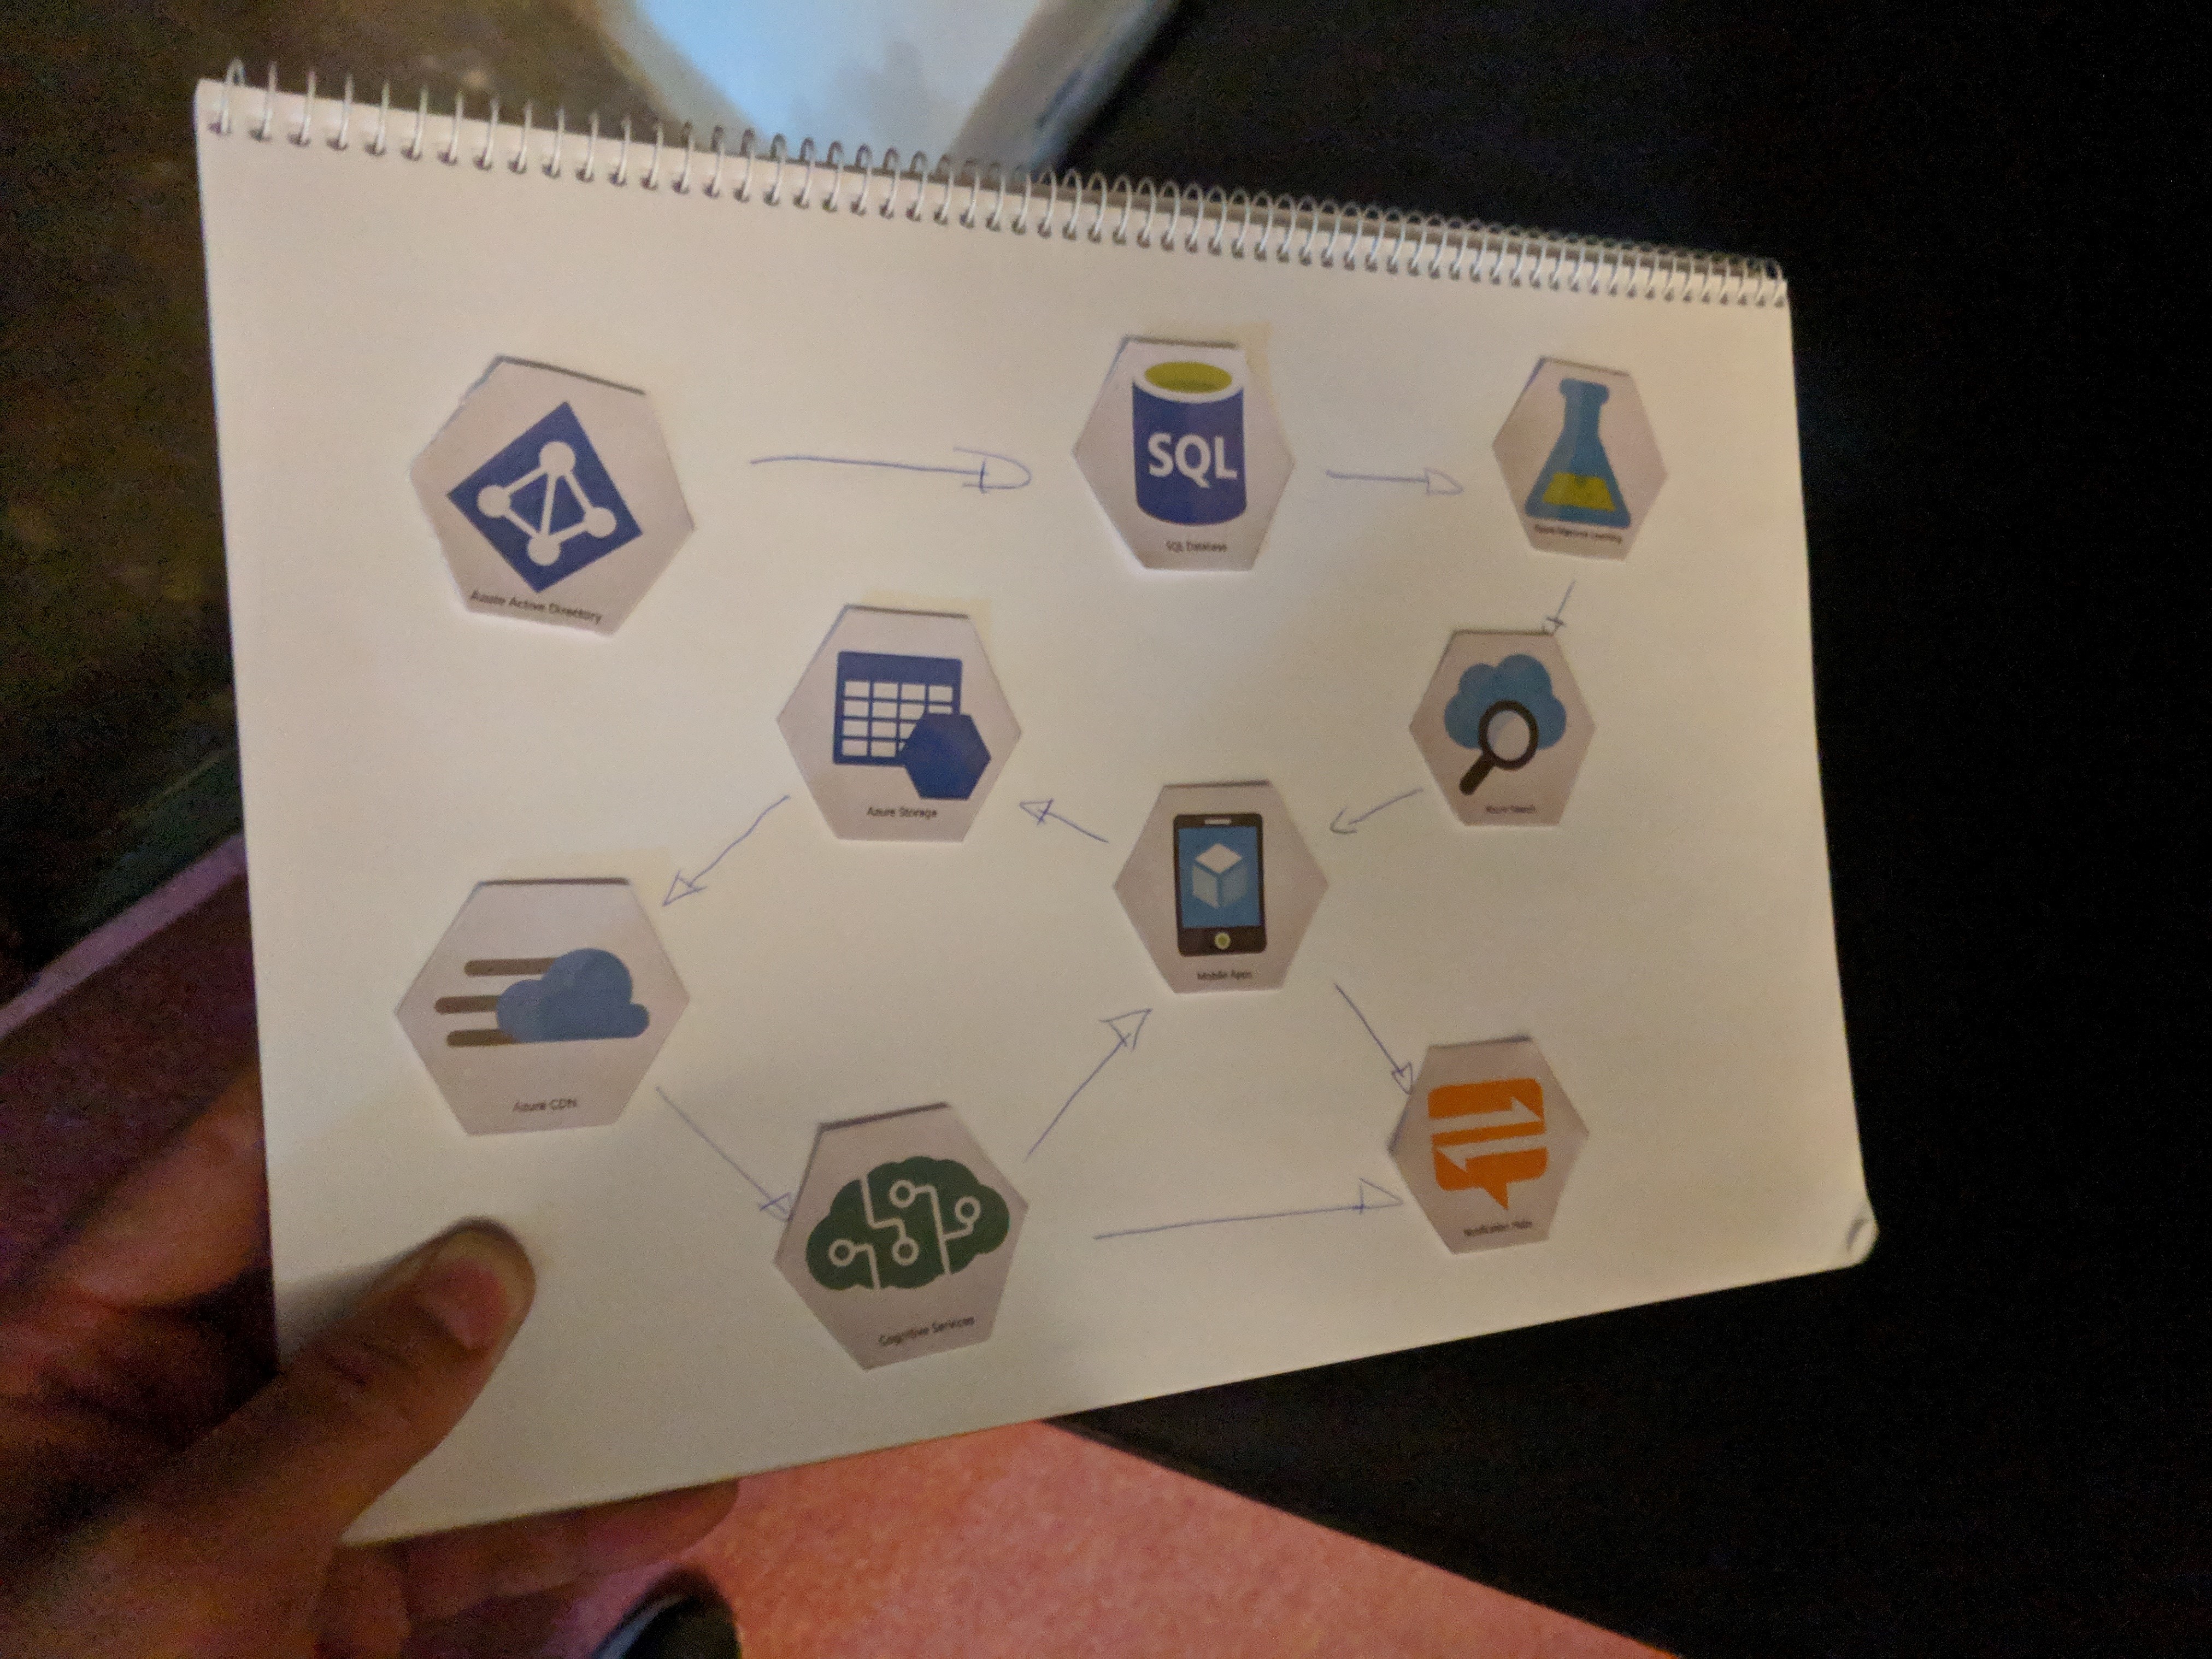 Azure Active Directory
SQL
SQL Database
Azure Machine Learning
Azure Storage
Azure Search
Mobile Apps
Azure CDN
Cognitive Services
Notification Hubs